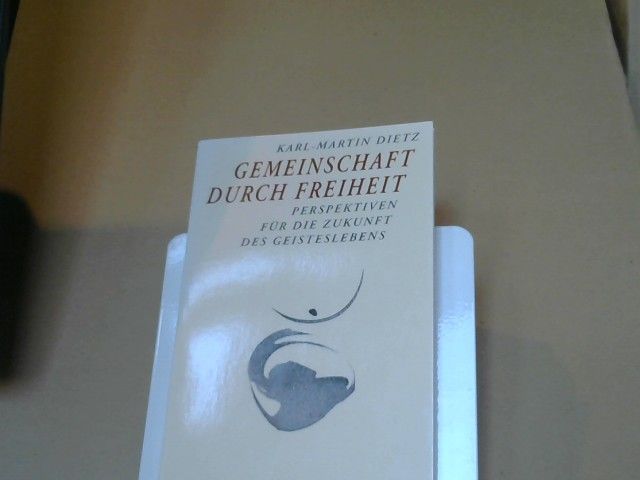 KARL-MARTIN DIETZ
GEMEINSCHAFT
DURCH FREIHEIT
PERSPEKTIVEN
FÜR DIE ZUKUNFT
DES GEISTESLEBENS